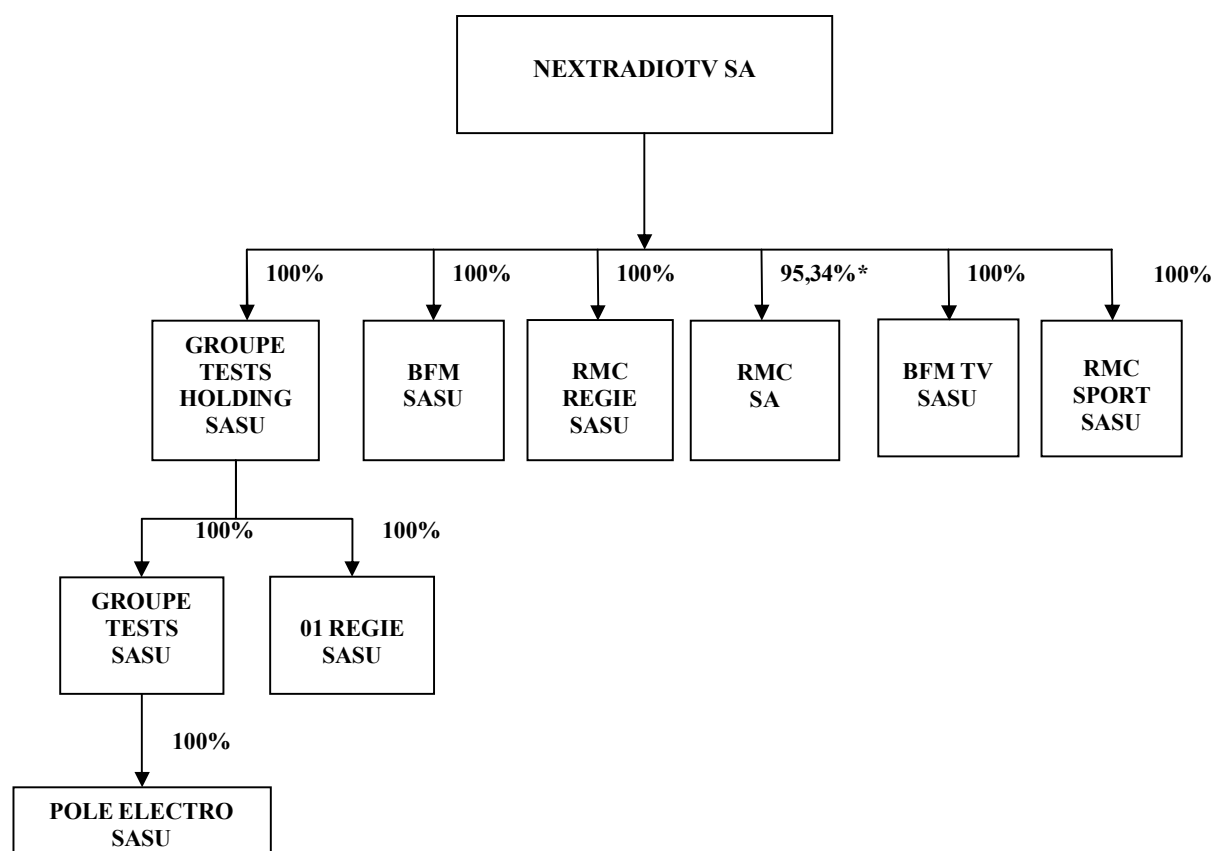 NEXTRADIOTV SA
100% 100% 100% 95,34%* 100% 100%
GROUPE
TESTS
HOLDING
SASU
BFM
SASU
RMC
REGIE
SASU
RMC
SA
BFM TV
SASU
RMC
SPORT
SASU
100% 100%
GROUPE
TESTS
SASU
01 REGIE
SASU
100%
POLE ELECTRO
SASU